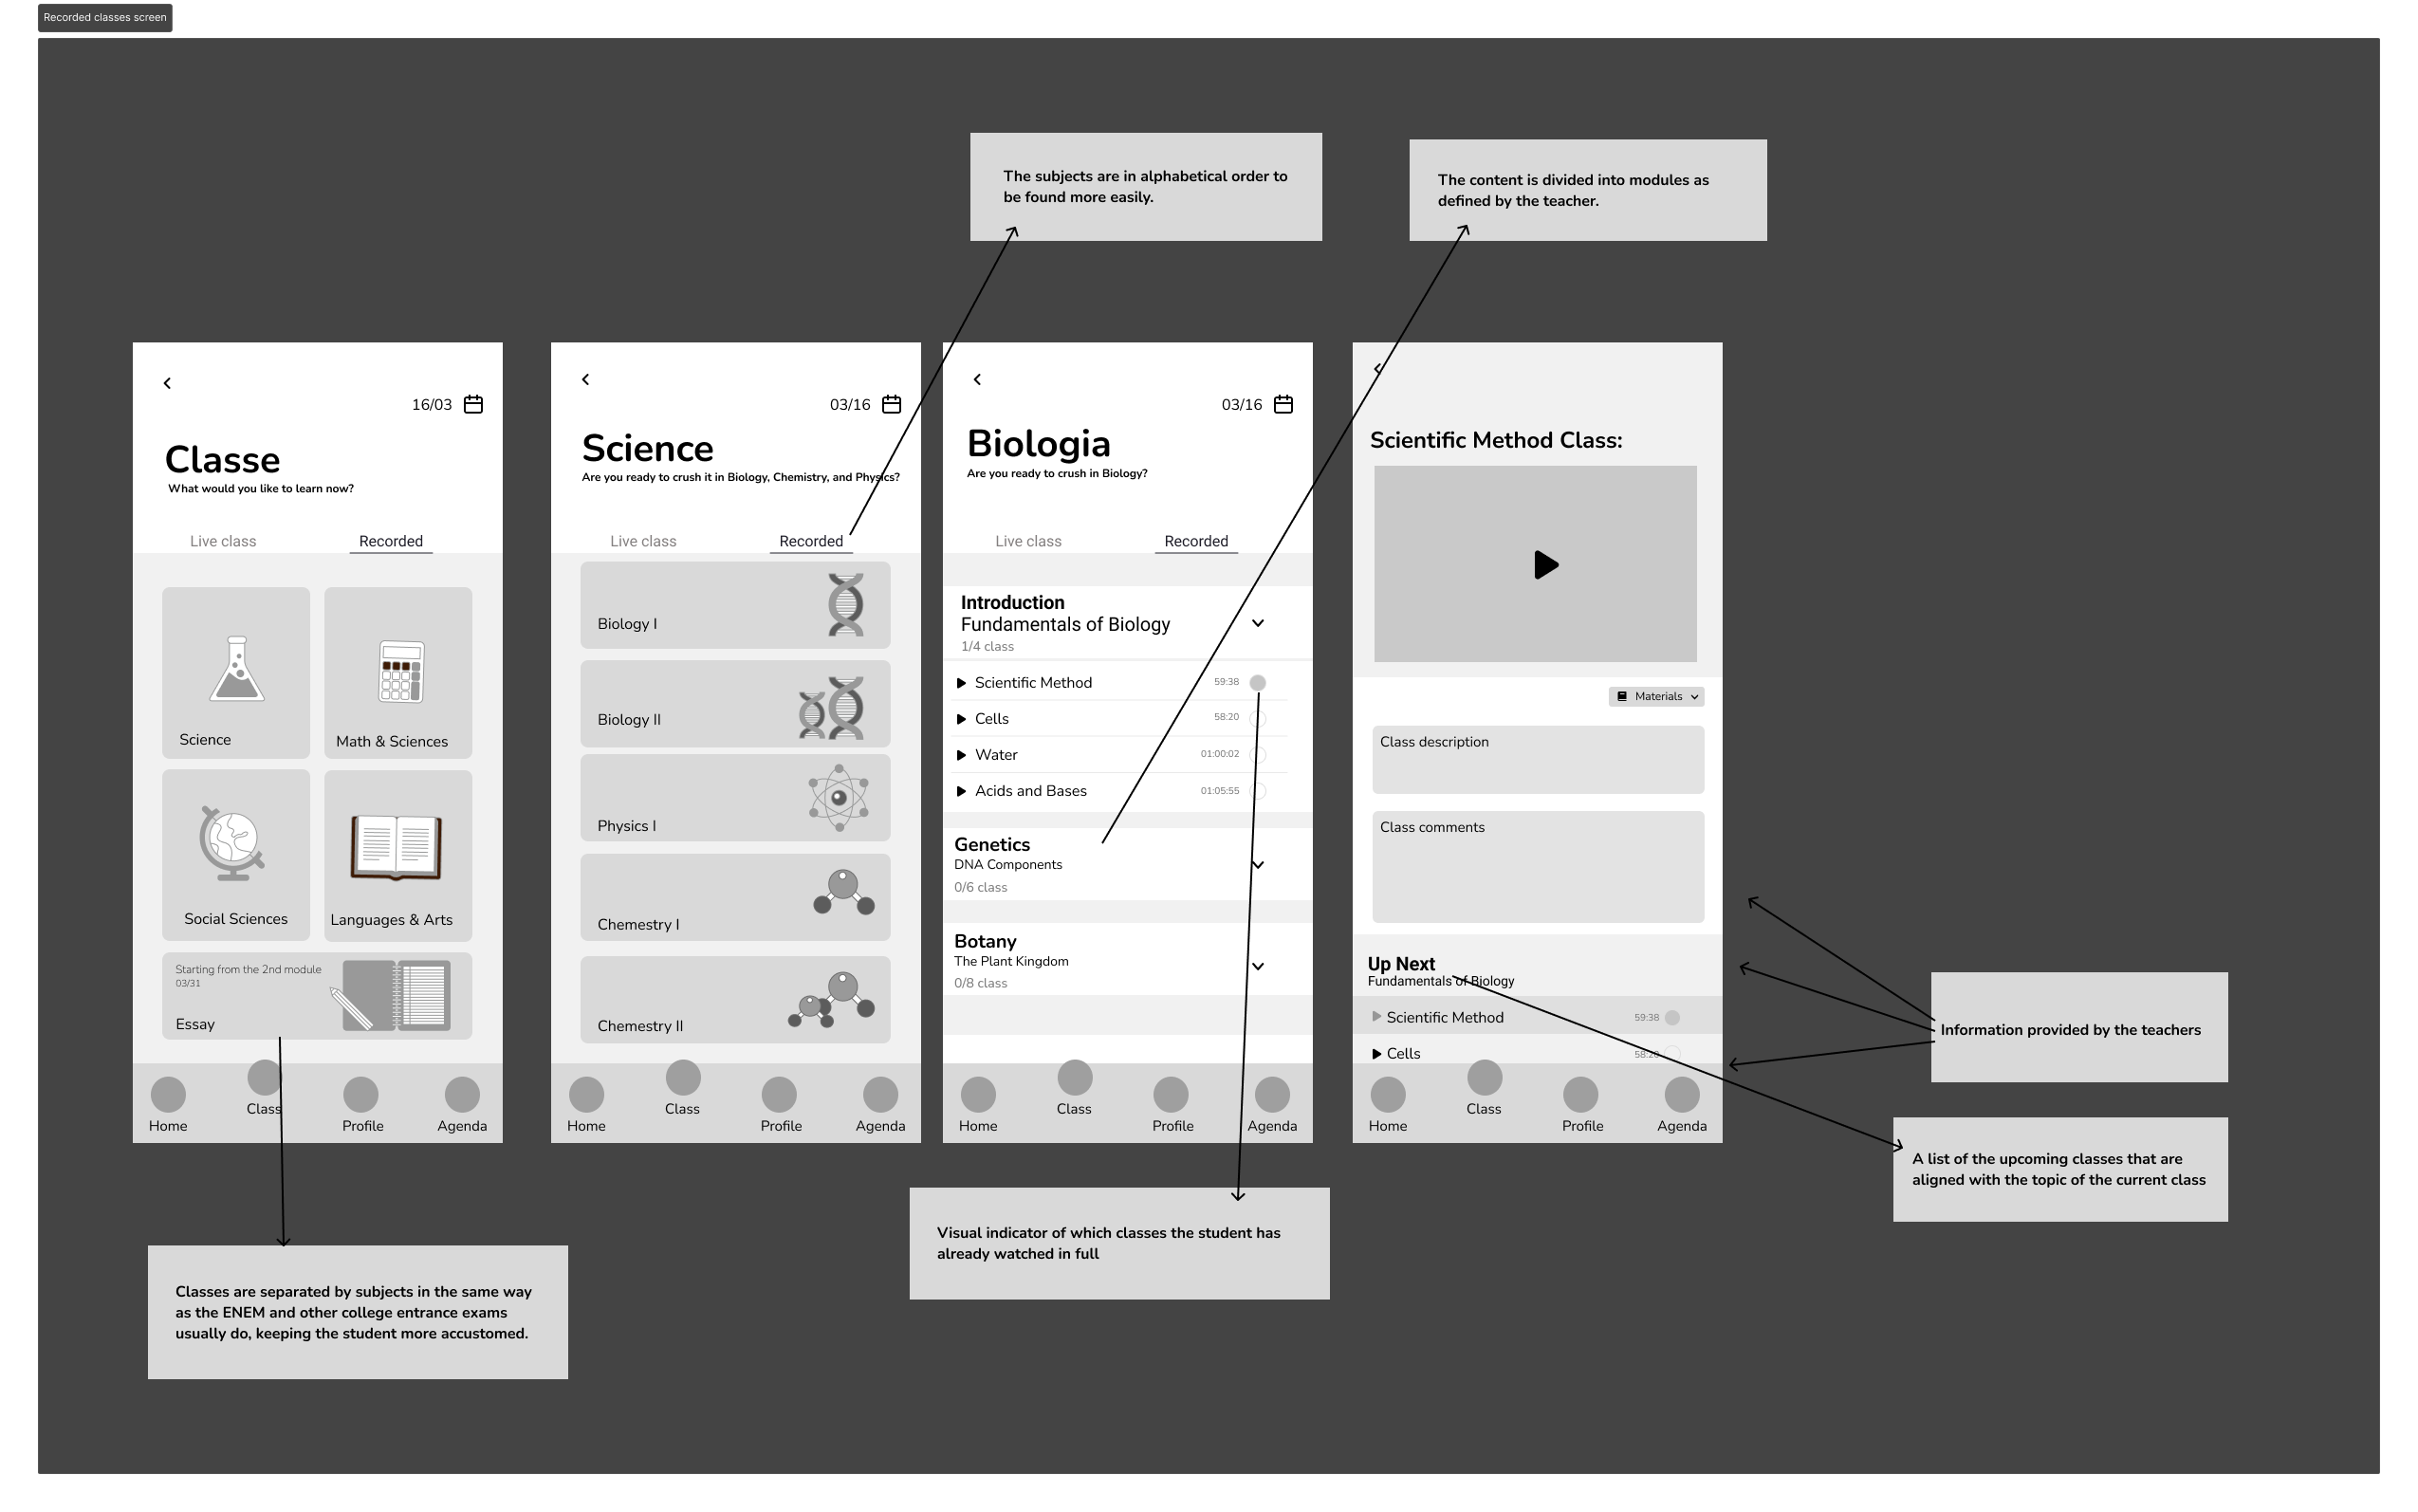 Recorded classes screen
The subjects are in alphabetical order to
be found more easily.
The content is divided into modules as
defined by the teacher.
16/03
Classe
What would you like to learn now?
Live class
Recorded
Science
Math & Sciences
Social Sciences
Languages & Arts
Starting from the 2nd module
03/31
Essay
Home
Class
Profile
Agenda
03/16
Science
Are you ready to crush it in Biology, Chemistry, and Physics?
Live class
Recorded
Biology I
Biology II
Physics I
Chemestry I
Chemestry II
Home
Class
Profile
Agenda
03/16
Biologia
Are you ready to crush in Biology?
Live class
Recorded
Introduction
Fundamentals of Biology
1/4 class
Scientific Method 59:38
Cells 58:20
Water 01:00:02
Acids and Bases 01:05:55
Genetics
DNA Components
0/6 class
Botany
The Plant Kingdom
0/8 class
Home
Class
Profile
Agenda
Scientific Method Class:
Materials
Class description
Class comments
Up Next
Fundamentals of Biology
Scientific Method 59:38
Cells 58:20
Home
Class
Profile
Agenda
Information provided by the teachers
A list of the upcoming classes that are
aligned with the topic of the current class
Visual indicator of which classes the student has
already watched in full
Classes are separated by subjects in the same way
as the ENEM and other college entrance exams
usually do, keeping the student more accustomed.